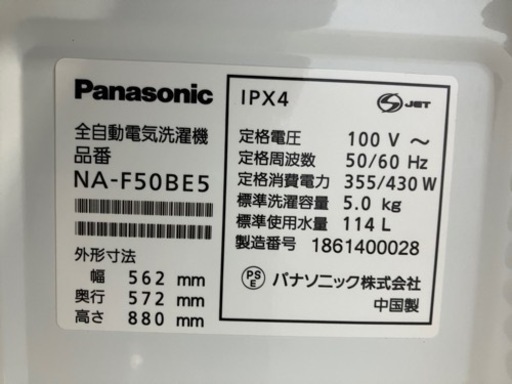 Panasonic
全自動電気洗濯機
品番
NA-F50BE5
外形寸法
幅 562 mm
奥行 572 mm
高さ 880 mm
IPX4
S JET
定格電圧 100 V ～
定格周波数 50/60 Hz
定格消費電力 355/430 W
標準洗濯容量 5.0 kg
標準使用水量 114 L
製造番号 1861400028
PS
E
パナソニック株式会社
中国製